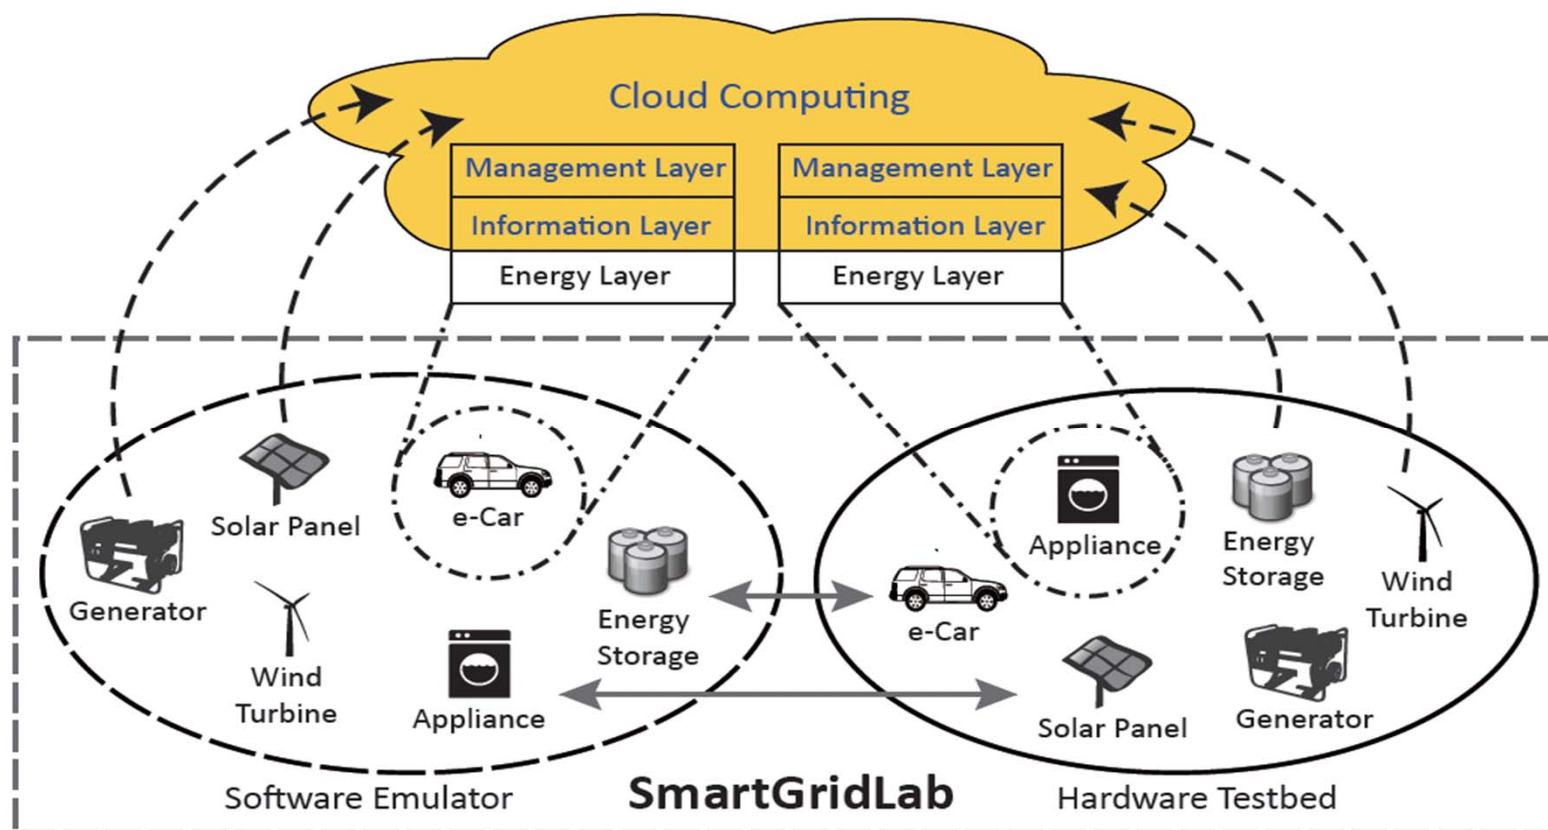 Cloud Computing
Management Layer
Information Layer
Energy Layer
Management Layer
Information Layer
Energy Layer
Solar Panel
Generator
Wind
Turbine
e-Car
Energy
Storage
Appliance
e-Car
Appliance
Energy
Storage
Wind
Turbine
Solar Panel
Generator
Software Emulator
SmartGridLab
Hardware Testbed